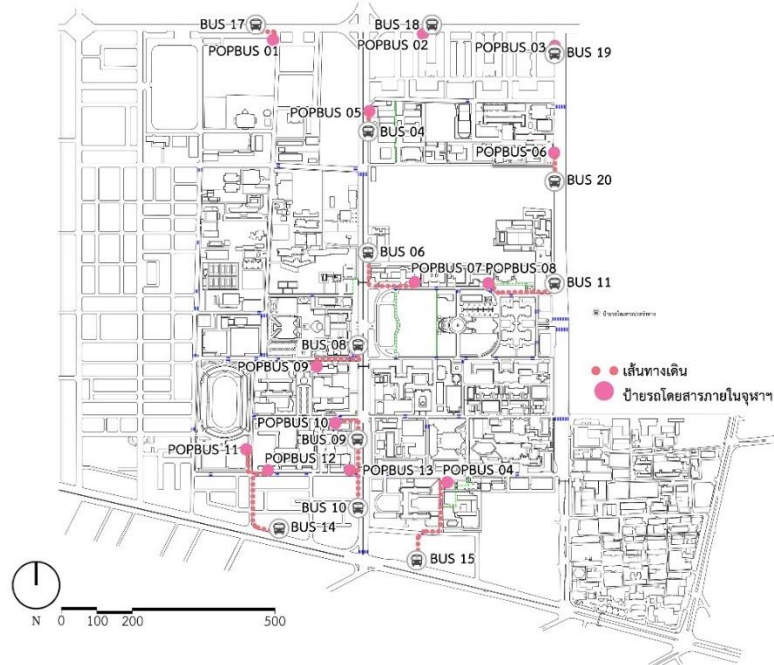 BUS 17
BUS 18
POPBUS 01
POPBUS 02
POPBUS 03
BUS 19
POPBUS 05
BUS 04
POPBUS 06
BUS 20
BUS 06
POPBUS 07
POPBUS 08
BUS 11
BUS 08
POPBUS 09
เส้นทางเดิน
ป้ายรถโดยสารภายในจุฬาฯ
POPBUS 10
BUS 09
POPBUS 11
POPBUS 12
POPBUS 13
POPBUS 04
BUS 10
BUS 14
BUS 15
N
0 100 200 500